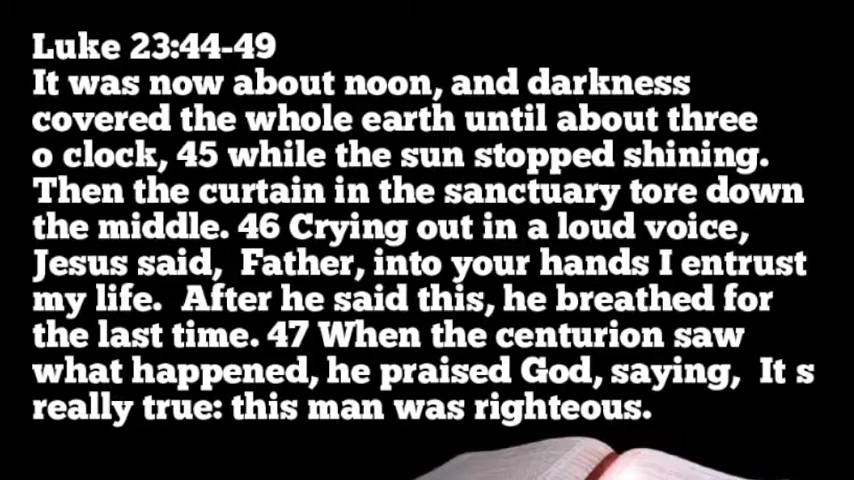 Luke 23:44-49
It was now about noon, and darkness
covered the whole earth until about three
o clock, 45 while the sun stopped shining.
Then the curtain in the sanctuary tore down
the middle. 46 Crying out in a loud voice,
Jesus said,  Father, into your hands I entrust
my life.  After he said this, he breathed for
the last time. 47 When the centurion saw
what happened, he praised God, saying,  It s
really true: this man was righteous.